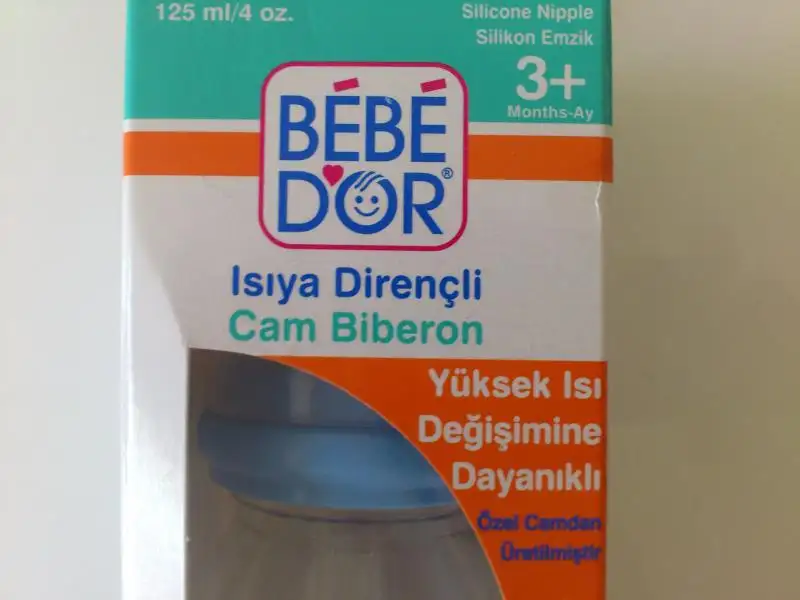 125 ml/4 oz.
Silicone Nipple
Silikon Emzik
3+
Months-Ay
BÉBÉ
D'OR®
Isıya Dirençli
Cam Biberon
Yüksek Isı
Değişimine
Dayanıklı
Özel Camdan
Üretilmiştir